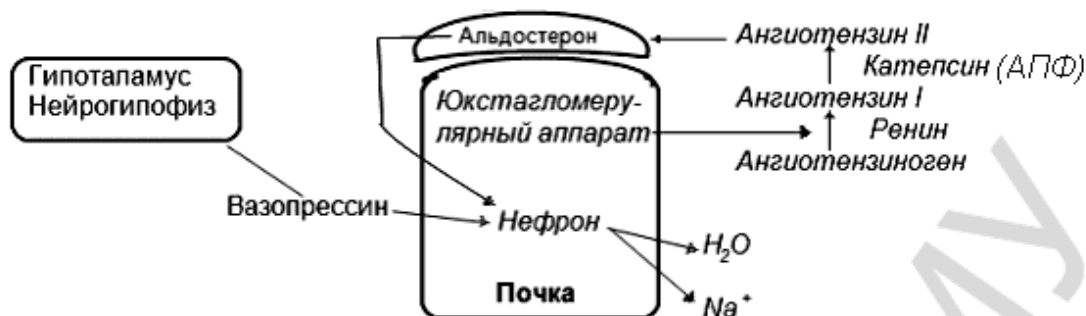 Альдостерон
Ангиотензин II
Катепсин (АПФ)
Гипоталамус
Нейрогипофиз
Юкстагломеру-
лярный аппарат
Ангиотензин I
Ренин
Ангиотензиноген
Вазопрессин
Нефрон
H₂O
Почка
Na⁺